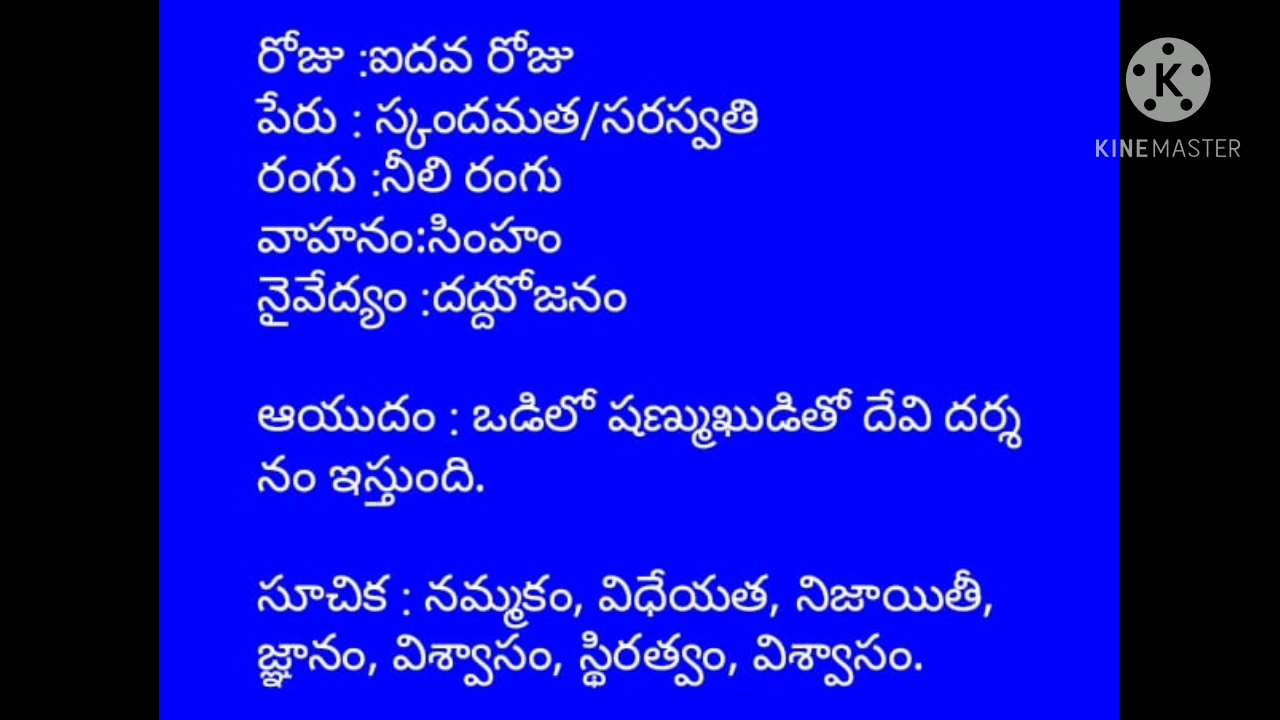 రోజు :ఐదవ రోజు
పేరు : స్కందమత/సరస్వతి
రంగు :నీలి రంగు
వాహనం:సింహం
నైవేద్యం :దద్దుోజనం
ఆయుదం : ఒడిలో షణ్ముఖుడితో దేవి దర్శ
నం ఇస్తుంది.
సూచిక : నమ్మకం, విధేయత, నిజాయితీ,
జ్ఞానం, విశ్వాసం, స్థిరత్వం, విశ్వాసం.
K
KINEMASTER